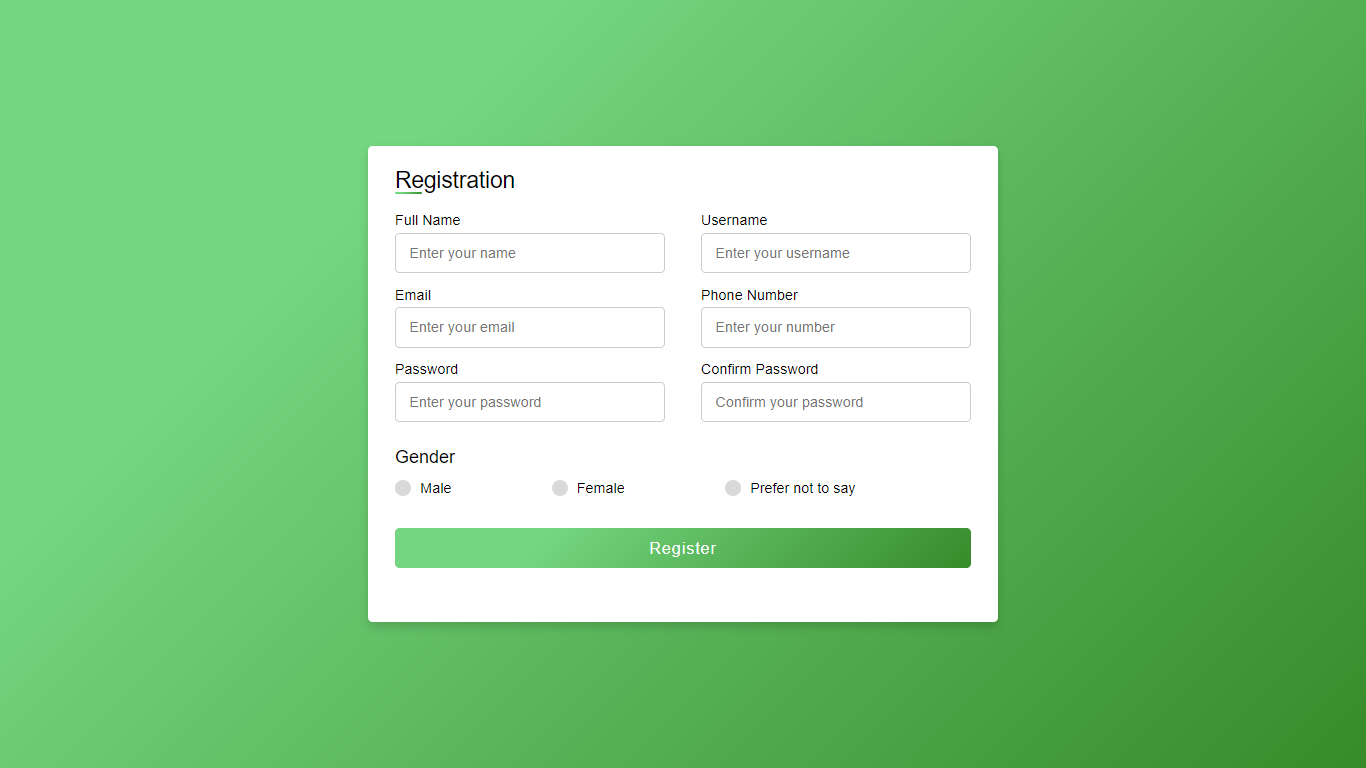 Registration
Full Name
Username
Enter your name
Enter your username
Email
Phone Number
Enter your email
Enter your number
Password
Confirm Password
Enter your password
Confirm your password
Gender
Male
Female
Prefer not to say
Register